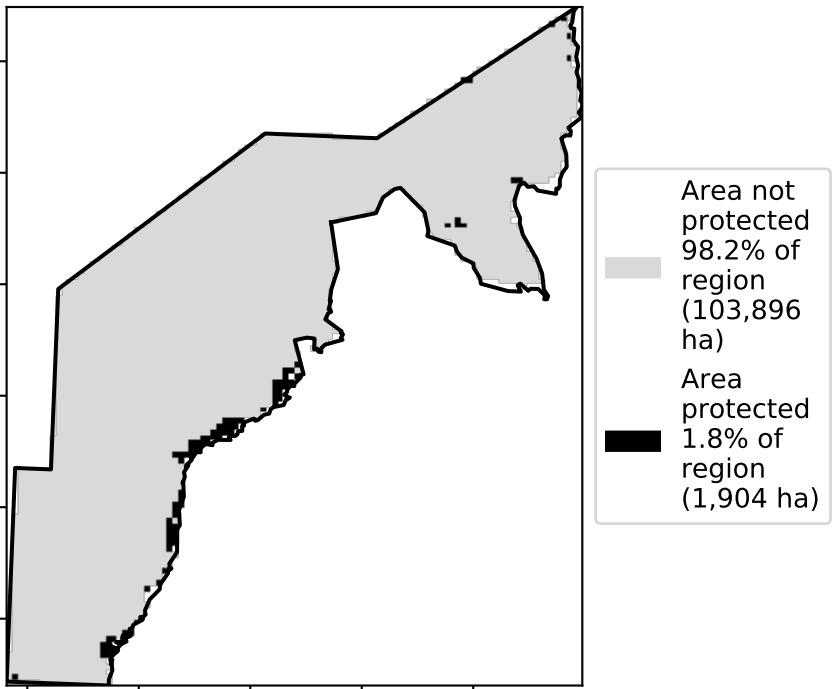 Area not
protected
98.2% of
region
(103,896
ha)
Area
protected
1.8% of
region
(1,904 ha)